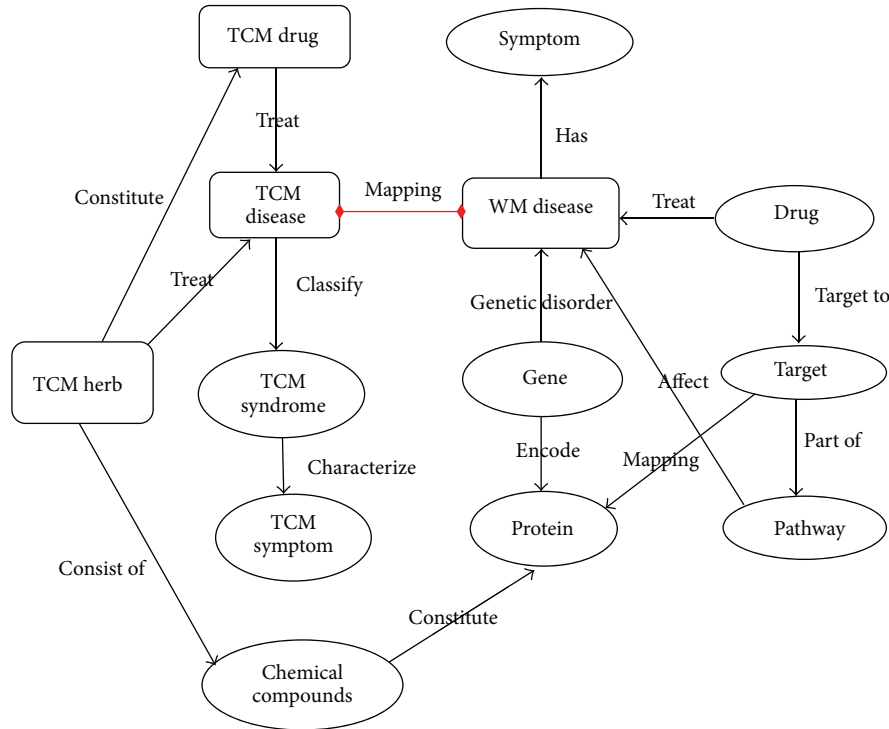 TCM drug
Symptom
Treat
Has
Constitute
TCM
disease
Mapping
WM disease
Treat
Drug
Treat
Classify
Genetic disorder
Target to
TCM herb
TCM
syndrome
Gene
Affect
Target
Characterize
Encode
Mapping
Part of
TCM
symptom
Protein
Pathway
Consist of
Constitute
Chemical
compounds